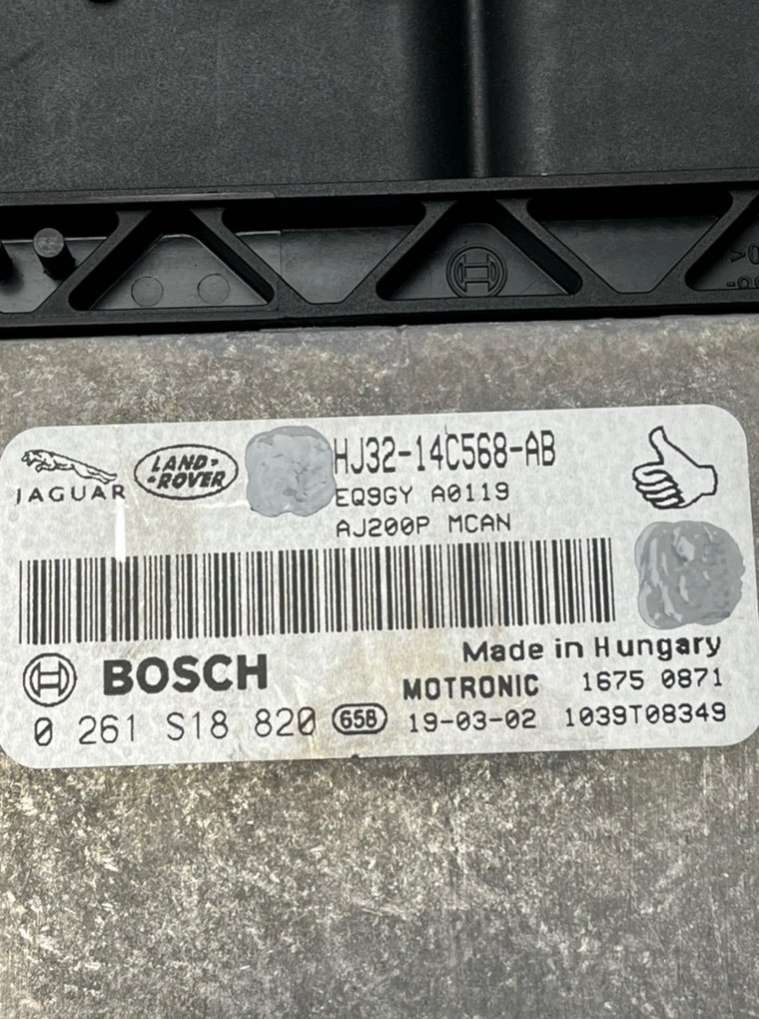 JAGUAR
LAND-
-ROVER
HJ32-14C568-AB
EQ9GY A0119
AJ200P MCAN
Made in Hungary
BOSCH
MOTRONIC 1675 0871
0 261 S18 820 658 19-03-02 1039T08349